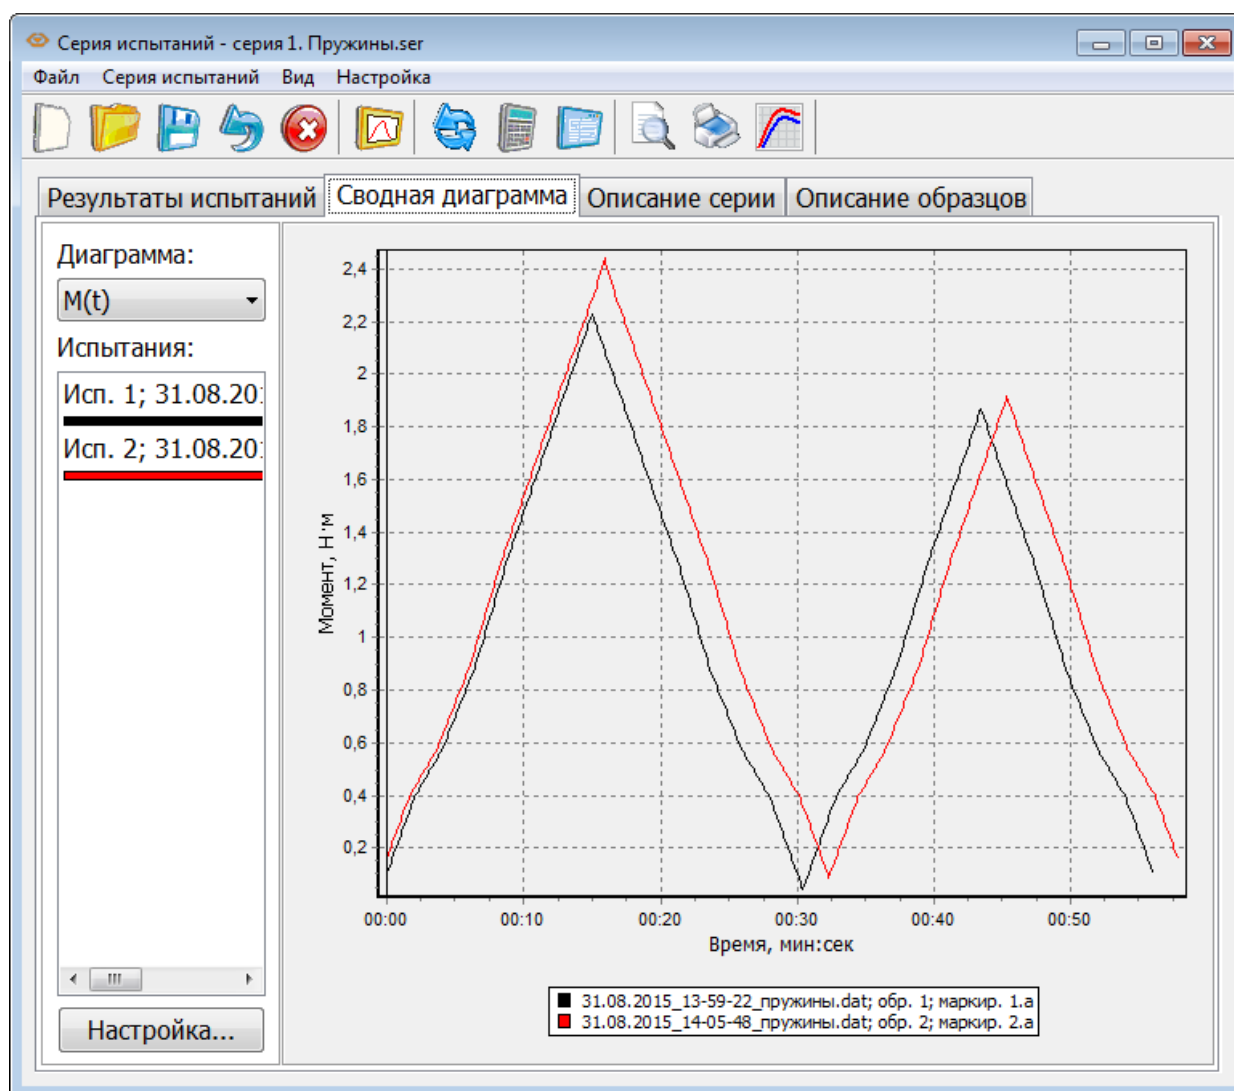 Серия испытаний - серия 1. Пружины.ser
Файл Серия испытаний Вид Настройка
Результаты испытаний Сводная диаграмма Описание серии Описание образцов
Диаграмма:
M(t)
Испытания:
Исп. 1; 31.08.20
Исп. 2; 31.08.20
Настройка...
2,4
2,2
2
1,8
1,6
1,4
1,2
1
0,8
0,6
0,4
0,2
Момент, Н·м
00:00 00:10 00:20 00:30 00:40 00:50
Время, мин:сек
31.08.2015_13-59-22_пружины.dat; обр. 1; маркир. 1.а
31.08.2015_14-05-48_пружины.dat; обр. 2; маркир. 2.а